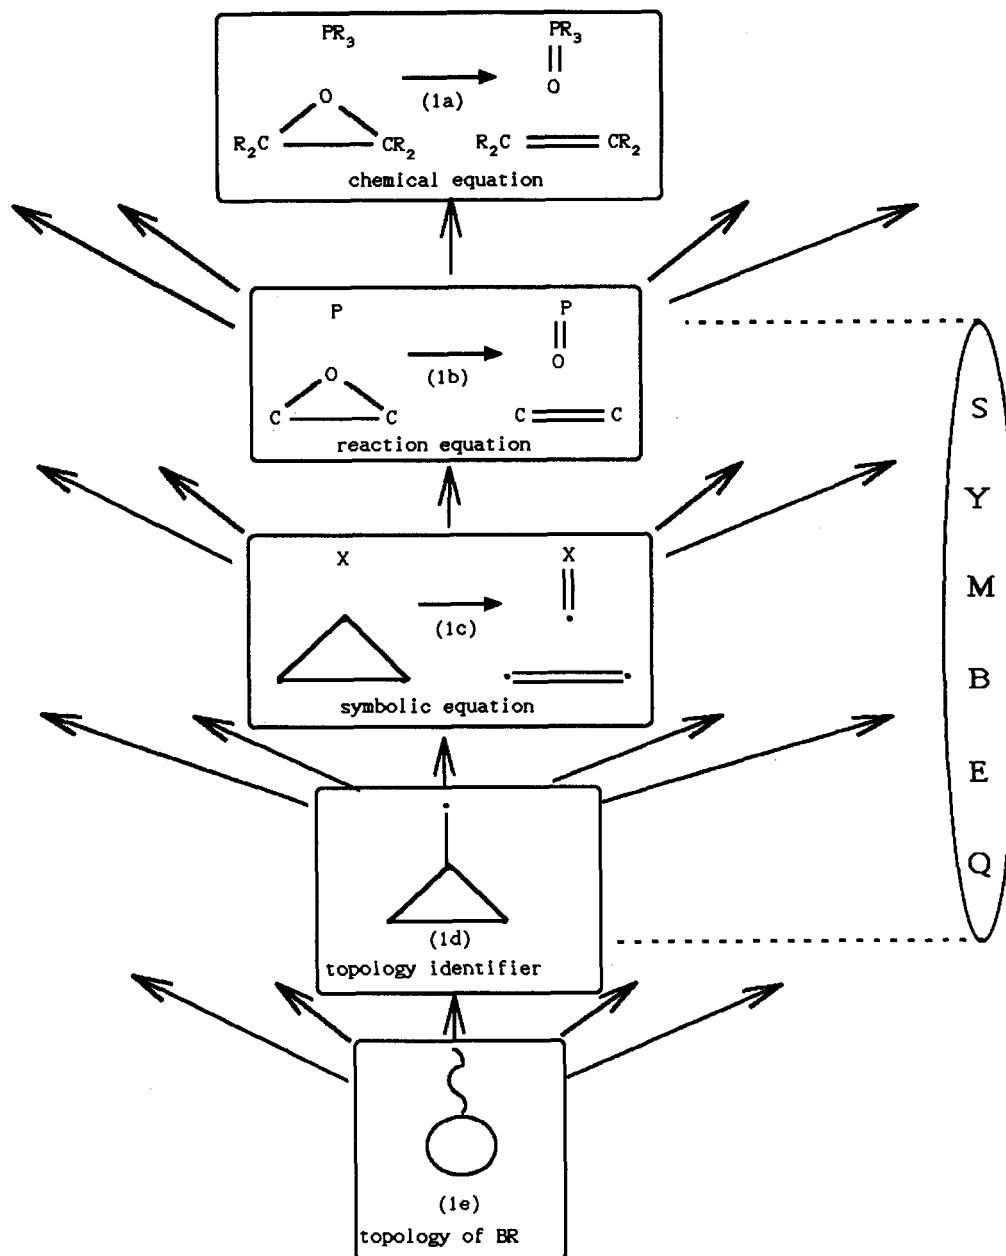 PR₃ PR₃
O (1a) O
R₂C CR₂ R₂C CR₂
chemical equation
P P
O (1b) O
C C C C
reaction equation
X X
(1c)
symbolic equation
(1d)
topology identifier
(1e)
topology of BR
S
Y
M
B
E
Q